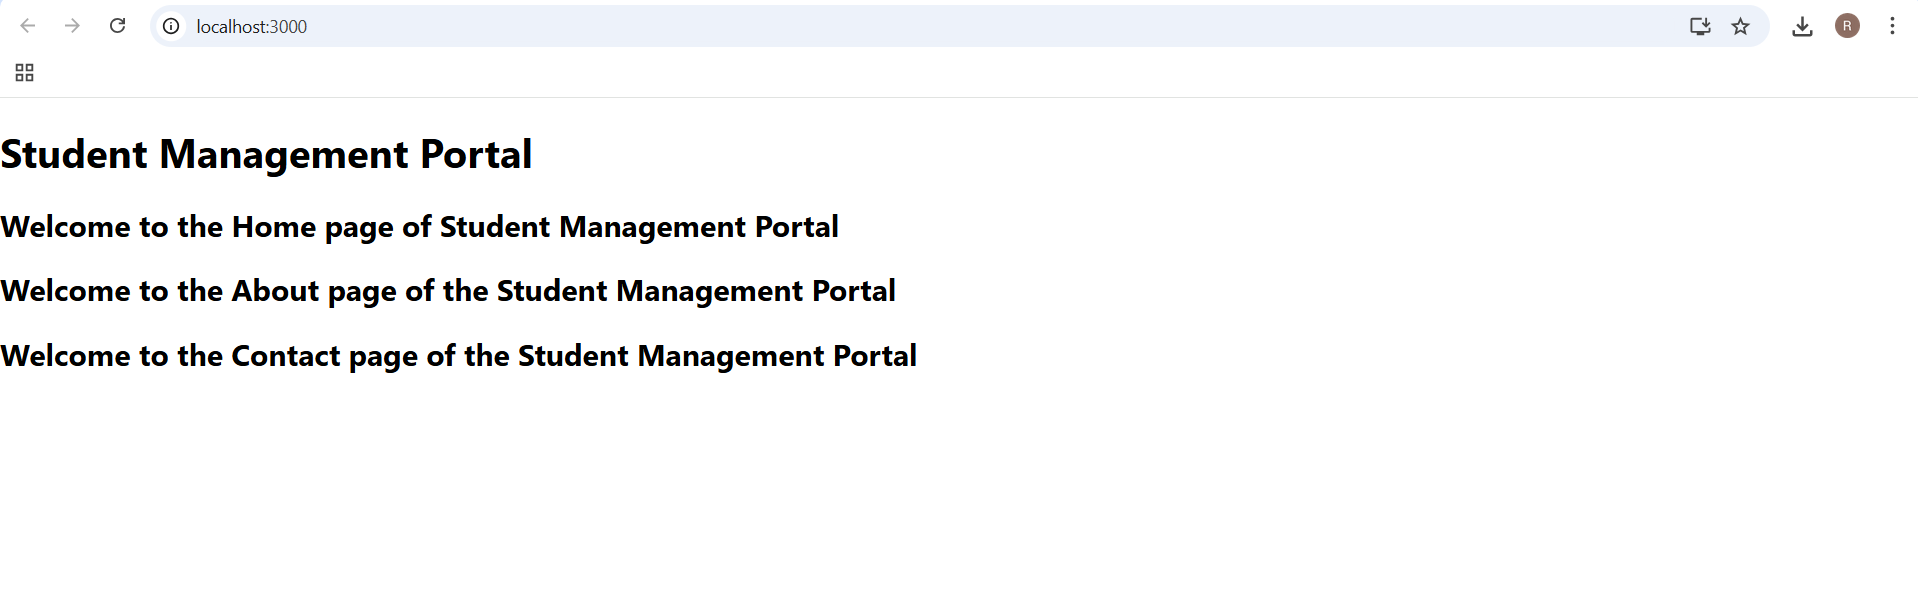 localhost:3000
R
Student Management Portal
Welcome to the Home page of Student Management Portal
Welcome to the About page of the Student Management Portal
Welcome to the Contact page of the Student Management Portal